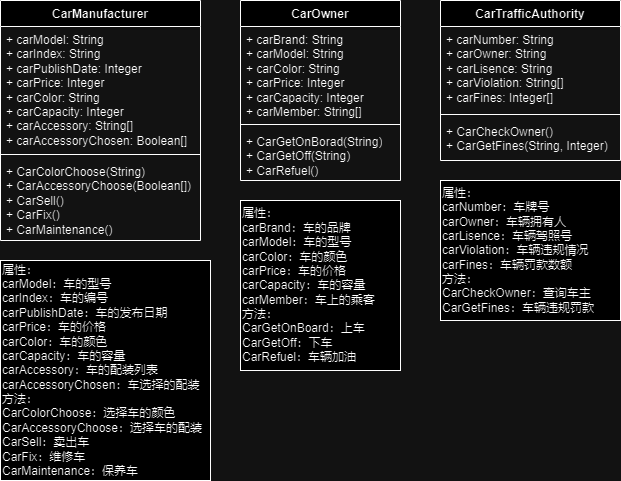 CarManufacturer
+ carModel: String
+ carIndex: String
+ carPublishDate: Integer
+ carPrice: Integer
+ carColor: String
+ carCapacity: Integer
+ carAccessory: String[]
+ carAccessoryChosen: Boolean[]
+ CarColorChoose(String)
+ CarAccessoryChoose(Boolean[])
+ CarSell()
+ CarFix()
+ CarMaintenance()
属性：
carModel：车的型号
carIndex：车的编号
carPublishDate：车的发布日期
carPrice：车的价格
carColor：车的颜色
carCapacity：车的容量
carAccessory：车的配装列表
carAccessoryChosen：车选择的配装
方法：
CarColorChoose：选择车的颜色
CarAccessoryChoose：选择车的配装
CarSell：卖出车
CarFix：维修车
CarMaintenance：保养车
CarOwner
+ carBrand: String
+ carModel: String
+ carColor: String
+ carPrice: Integer
+ carCapacity: Integer
+ carMember: String[]
+ CarGetOnBorad(String)
+ CarGetOff(String)
+ CarRefuel()
属性：
carBrand：车的品牌
carModel：车的型号
carColor：车的颜色
carPrice：车的价格
carCapacity：车的容量
carMember：车上的乘客
方法：
CarGetOnBoard：上车
CarGetOff：下车
CarRefuel：车辆加油
CarTrafficAuthority
+ carNumber: String
+ carOwner: String
+ carLisence: String
+ carViolation: String[]
+ carFines: Integer[]
+ CarCheckOwner()
+ CarGetFines(String, Integer)
属性：
carNumber：车牌号
carOwner：车辆拥有人
carLisence：车辆驾照号
carViolation：车辆违规情况
carFines：车辆罚款数额
方法：
CarCheckOwner：查询车主
CarGetFines：车辆违规罚款